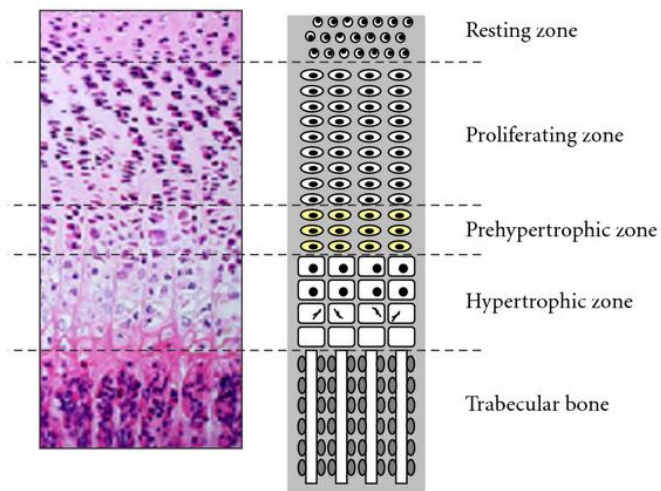 Resting zone
Proliferating zone
Prehypertrophic zone
Hypertrophic zone
Trabecular bone